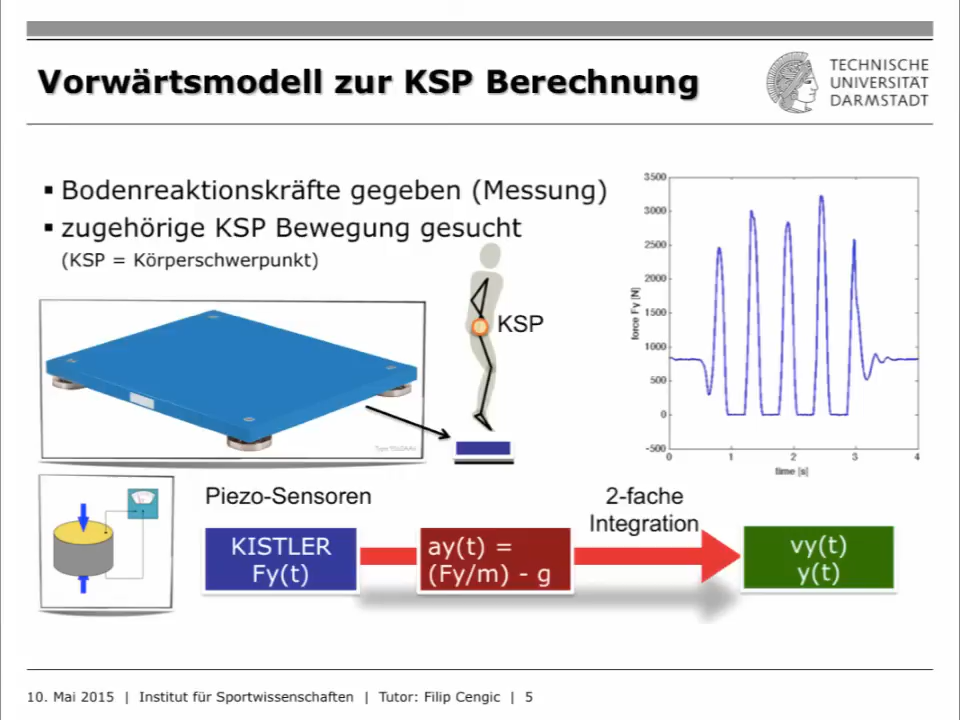 Vorwärtsmodell zur KSP Berechnung
TECHNISCHE
UNIVERSITÄT
DARMSTADT
▪ Bodenreaktionskräfte gegeben (Messung)
▪ zugehörige KSP Bewegung gesucht
(KSP = Körperschwerpunkt)
KSP
3500
3000
2500
2000
1500
1000
500
0
-500
force Fy [N]
0 1 2 3 4
time [s]
Piezo-Sensoren
2-fache
Integration
KISTLER
Fy(t)
ay(t) =
(Fy/m) - g
vy(t)
y(t)
10. Mai 2015 | Institut für Sportwissenschaften | Tutor: Filip Cengic | 5